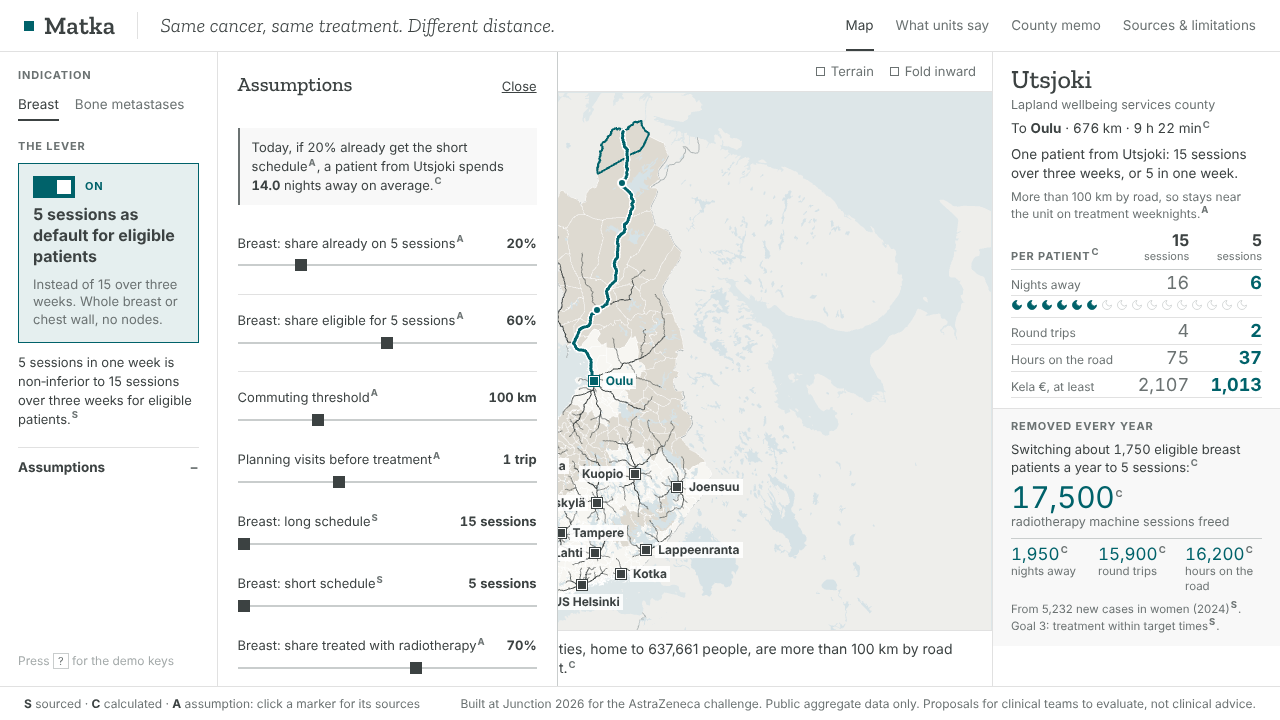 Matka
Same cancer, same treatment. Different distance.
Map
What units say
County memo
Sources & limitations
INDICATION
Breast
Bone metastases
THE LEVER
ON
5 sessions as
default for eligible
patients
Instead of 15 over three
weeks. Whole breast or
chest wall, no nodes.
5 sessions in one week is
non-inferior to 15 sessions
over three weeks for eligible
patients.S
Assumptions –
Press ? for the demo keys
Assumptions
Close
Today, if 20% already get the short
scheduleA, a patient from Utsjoki spends
14.0 nights away on average.C
Breast: share already on 5 sessionsA 20%
Breast: share eligible for 5 sessionsA 60%
Commuting thresholdA 100 km
Planning visits before treatmentA 1 trip
Breast: long scheduleS 15 sessions
Breast: short scheduleS 5 sessions
Breast: share treated with radiotherapyA 70%
Terrain
Fold inward
Oulu
a
Kuopio
Joensuu
skylä
Tampere
Lahti
Lappeenranta
Kotka
US Helsinki
ties, home to 637,661 people, are more than 100 km by road
t.C
Utsjoki
Lapland wellbeing services county
To Oulu · 676 km · 9 h 22 minC
One patient from Utsjoki: 15 sessions
over three weeks, or 5 in one week.
More than 100 km by road, so stays near
the unit on treatment weeknights.A
PER PATIENTC 15 sessions 5 sessions
Nights away 16 6
Round trips 4 2
Hours on the road 75 37
Kela €, at least 2,107 1,013
REMOVED EVERY YEAR
Switching about 1,750 eligible breast
patients a year to 5 sessions:C
17,500C
radiotherapy machine sessions freed
1,950C 15,900C 16,200C
nights away round trips hours on the
road
From 5,232 new cases in women (2024)S.
Goal 3: treatment within target timesS.
S sourced · C calculated · A assumption: click a marker for its sources
Built at Junction 2026 for the AstraZeneca challenge. Public aggregate data only. Proposals for clinical teams to evaluate, not clinical advice.